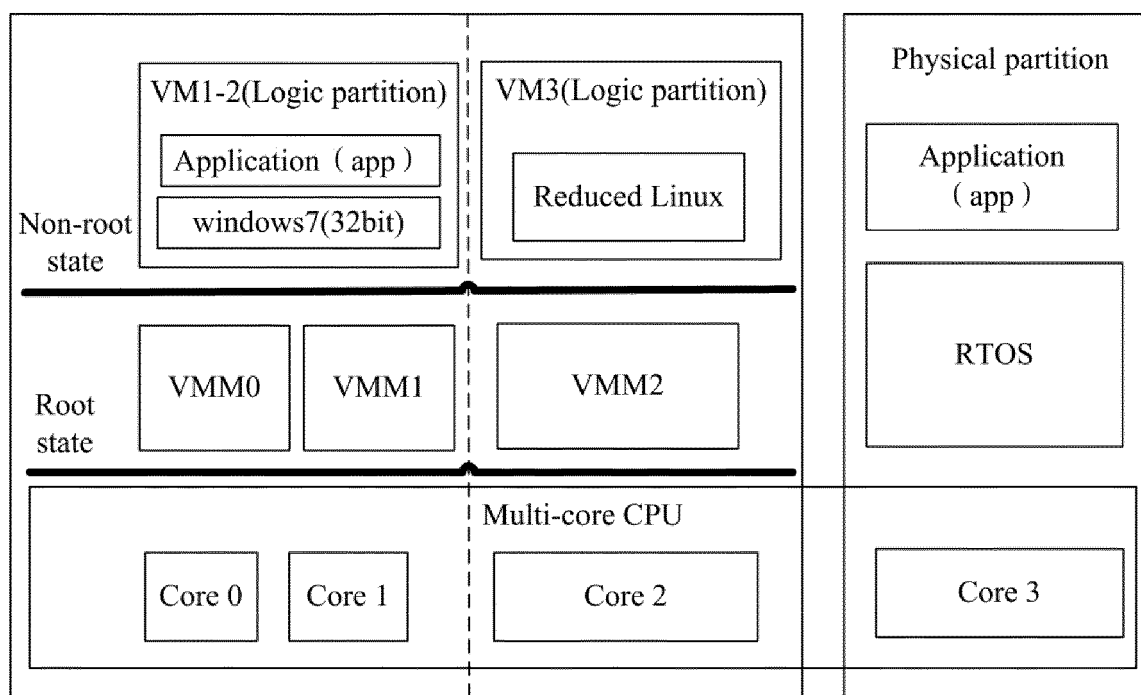 VM1-2(Logic partition)
Application（app）
windows7(32bit)
VM3(Logic partition)
Reduced Linux
Physical partition
Application
（app）
Non-root
state
VMM0
VMM1
VMM2
RTOS
Root
state
Multi-core CPU
Core 0
Core 1
Core 2
Core 3